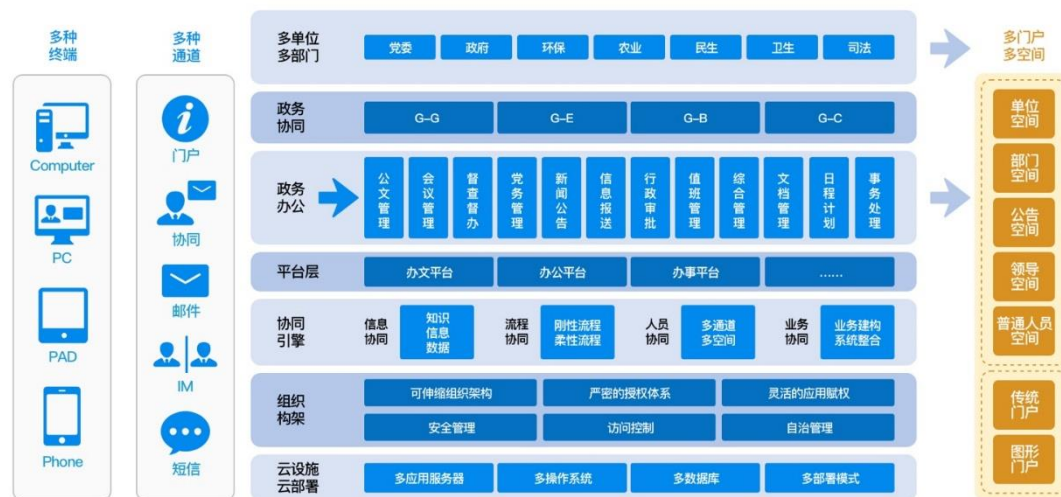 多种
终端
Computer
PC
PAD
Phone
多种
通道
门户
协同
邮件
IM
短信
多单位
多部门
党委
政府
环保
农业
民生
卫生
司法
政务
协同
G-G
G-E
G-B
G-C
政务
办公
公文管理
会议管理
督查督办
党务管理
新闻公告
信息报送
行政审批
值班管理
综合管理
文档管理
日程计划
事务处理
平台层
办文平台
办公平台
办事平台
……
协同
引擎
信息
协同
知识
信息
数据
流程
协同
刚性流程
柔性流程
人员
协同
多通道
多空间
业务
协同
业务建构
系统整合
组织
构架
可伸缩组织架构
严密的授权体系
灵活的应用赋权
安全管理
访问控制
自治管理
云设施
云部署
多应用服务器
多操作系统
多数据库
多部署模式
多门户
多空间
单位
空间
部门
空间
公告
空间
领导
空间
普通人员
空间
传统
门户
图形
门户